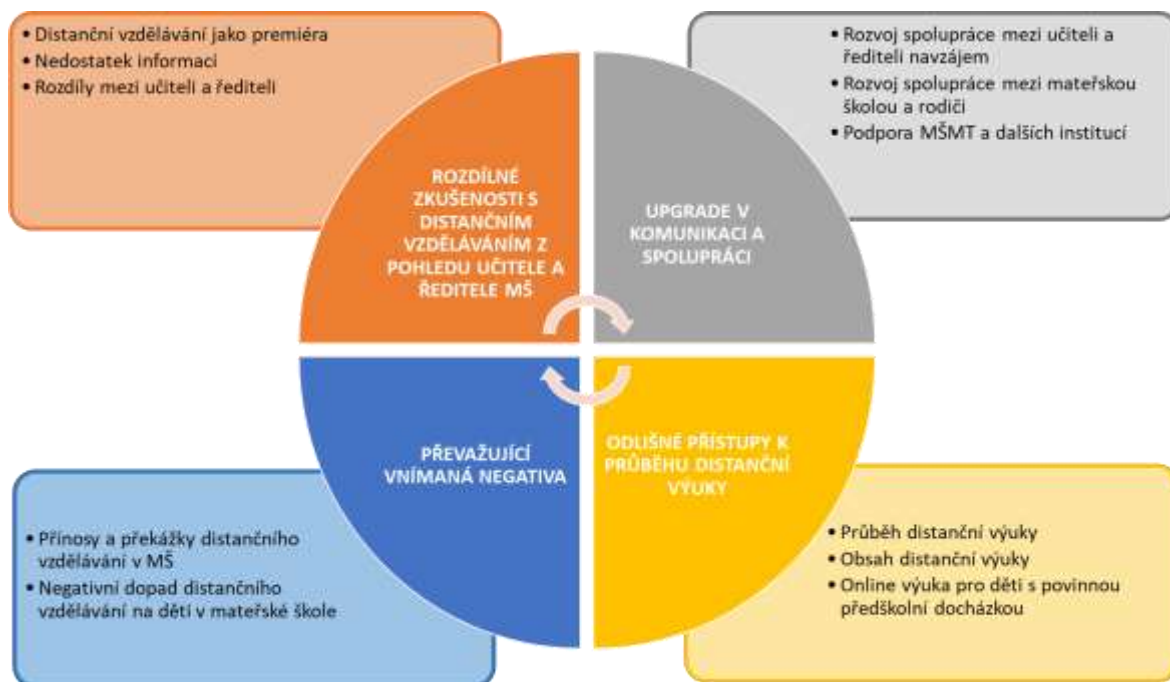 • Distanční vzdělávání jako premiéra
• Nedostatek informací
• Rozdíly mezi učiteli a řediteli
• Rozvoj spolupráce mezi učiteli a
řediteli navzájem
• Rozvoj spolupráce mezi mateřskou
školou a rodiči
• Podpora MŠMT a dalších institucí
ROZDÍLNÉ
ZKUŠENOSTI S
DISTANČNÍM
VZDĚLÁVÁNÍM Z
POHLEDU UČITELE A
ŘEDITELE MŠ
UPGRADE V
KOMUNIKACI A
SPOLUPRÁCI
PŘEVAŽUJÍCÍ
VNÍMANÁ NEGATIVA
ODLIŠNÉ PŘÍSTUPY K
PRŮBĚHU DISTANČNÍ
VÝUKY
• Přínosy a překážky distančního
vzdělávání v MŠ
• Negativní dopad distančního
vzdělávání na děti v mateřské škole
• Průběh distanční výuky
• Obsah distanční výuky
• Online výuka pro děti s povinnou
předškolní docházkou